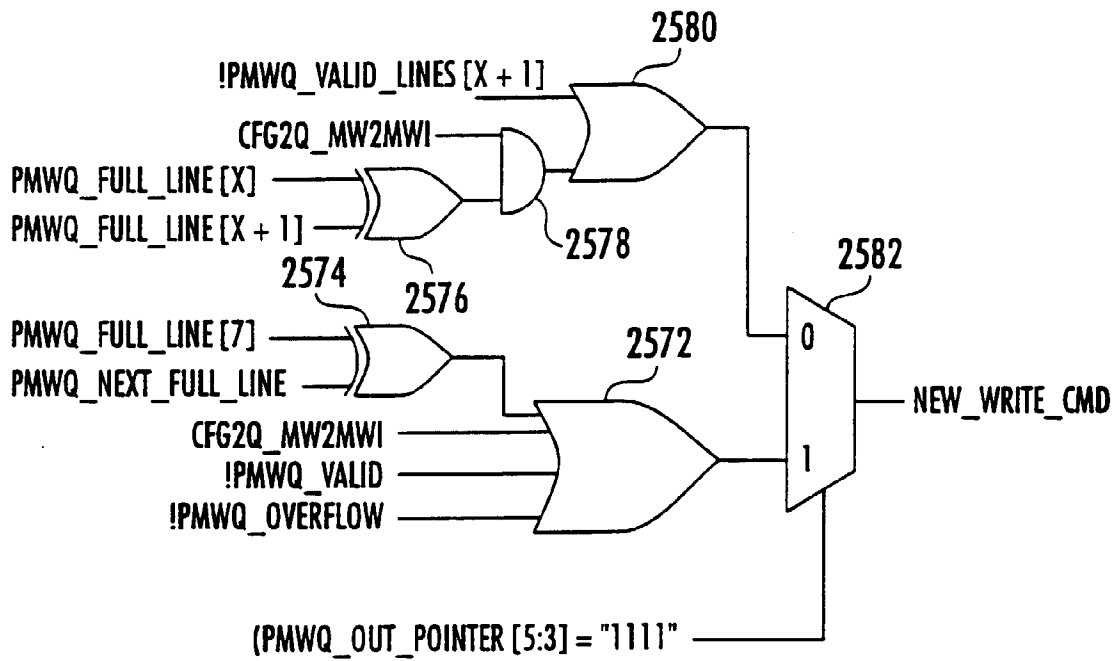 2580
!PMWQ_VALID_LINES [X + 1]
CFG2Q_MW2MWI
PMWQ_FULL_LINE [X]
PMWQ_FULL_LINE [X + 1]
2578
2582
2574
2576
PMWQ_FULL_LINE [7]
2572
0
PMWQ_NEXT_FULL_LINE
NEW_WRITE_CMD
CFG2Q_MW2MWI
1
!PMWQ_VALID
!PMWQ_OVERFLOW
(PMWQ_OUT_POINTER [5:3] = "1111"